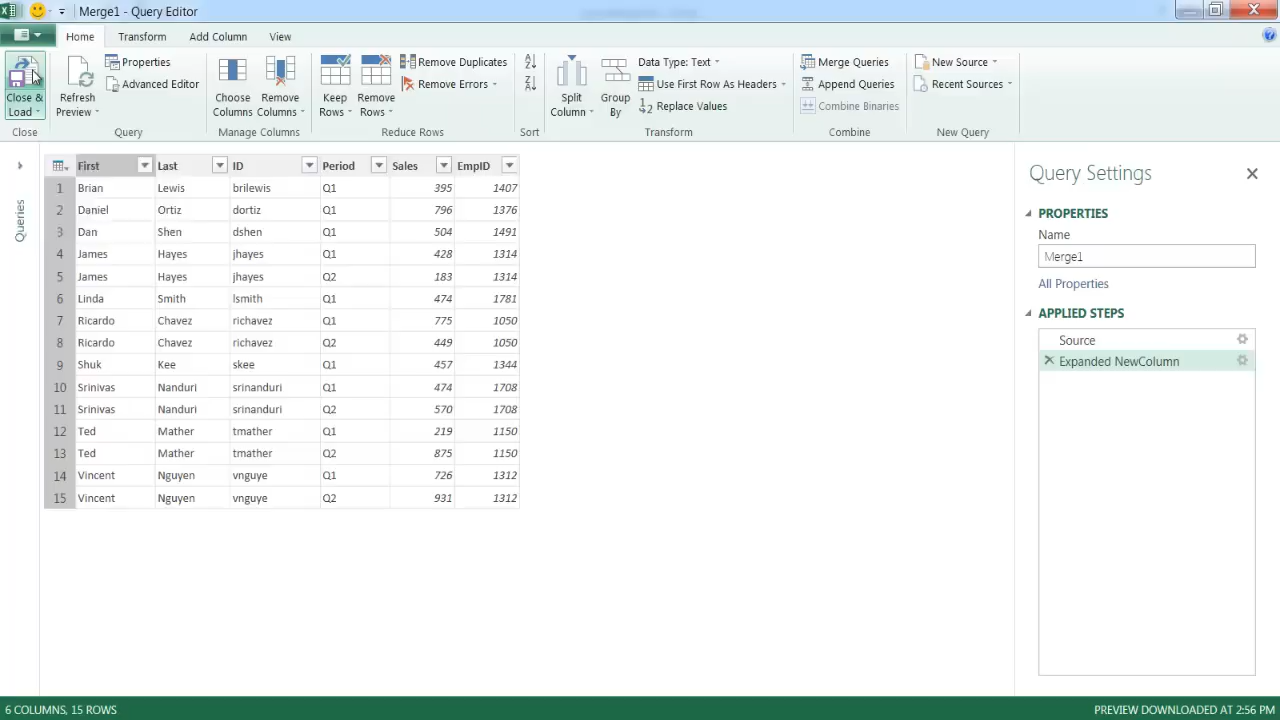 Merge1 - Query Editor
Home Transform Add Column View
Close & Load
Refresh Preview
Properties
Advanced Editor
Choose Columns
Remove Columns
Keep Rows
Remove Rows
Remove Duplicates
Remove Errors
Split Column
Group By
Data Type: Text
Use First Row As Headers
1 2 Replace Values
Merge Queries
Append Queries
Combine Binaries
New Source
Recent Sources
Close Query Manage Columns Reduce Rows Sort Transform Combine New Query
Queries
First Last ID Period Sales EmpID
1 Brian Lewis brilewis Q1 395 1407
2 Daniel Ortiz dortiz Q1 796 1376
3 Dan Shen dshen Q1 504 1491
4 James Hayes jhayes Q1 428 1314
5 James Hayes jhayes Q2 183 1314
6 Linda Smith lsmith Q1 474 1781
7 Ricardo Chavez richavez Q1 775 1050
8 Ricardo Chavez richavez Q2 449 1050
9 Shuk Kee skee Q1 457 1344
10 Srinivas Nanduri srinanduri Q1 474 1708
11 Srinivas Nanduri srinanduri Q2 570 1708
12 Ted Mather tmather Q1 219 1150
13 Ted Mather tmather Q2 875 1150
14 Vincent Nguyen vnguye Q1 726 1312
15 Vincent Nguyen vnguye Q2 931 1312
Query Settings
PROPERTIES
Name
Merge1
All Properties
APPLIED STEPS
Source
Expanded NewColumn
6 COLUMNS, 15 ROWS
PREVIEW DOWNLOADED AT 2:56 PM